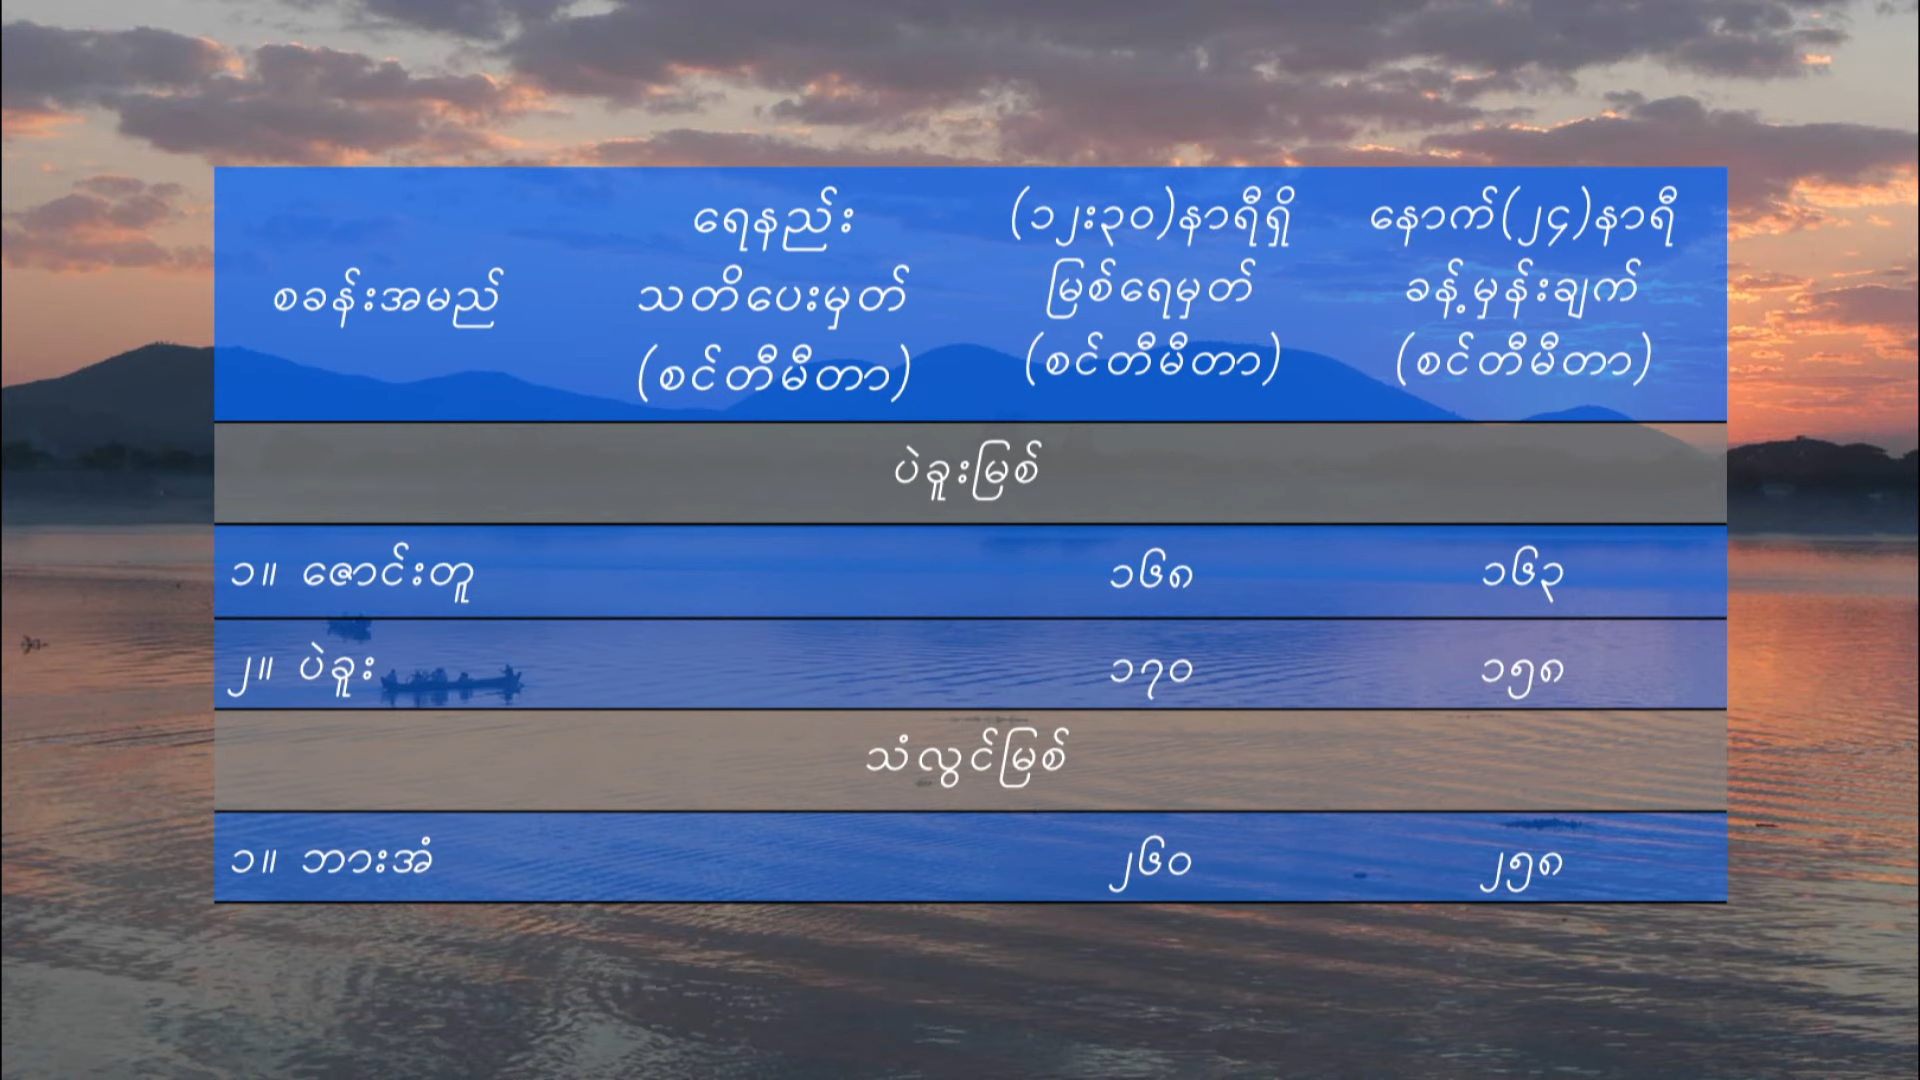 စခန်းအမည်
ရေနည်း
သတိပေးမှတ်
(စင်တီမီတာ)
(၁၂း၃၀)နာရီရှိ
မြစ်ရေမှတ်
(စင်တီမီတာ)
နောက်(၂၄)နာရီ
ခန့်မှန်းချက်
(စင်တီမီတာ)
ပဲခူးမြစ်
၁။ ဇောင်းတူ ၁၆၈ ၁၆၃
၂။ ပဲခူး ၁၇၀ ၁၅၈
သံလွင်မြစ်
၁။ ဘားအံ ၂၆၀ ၂၅၈